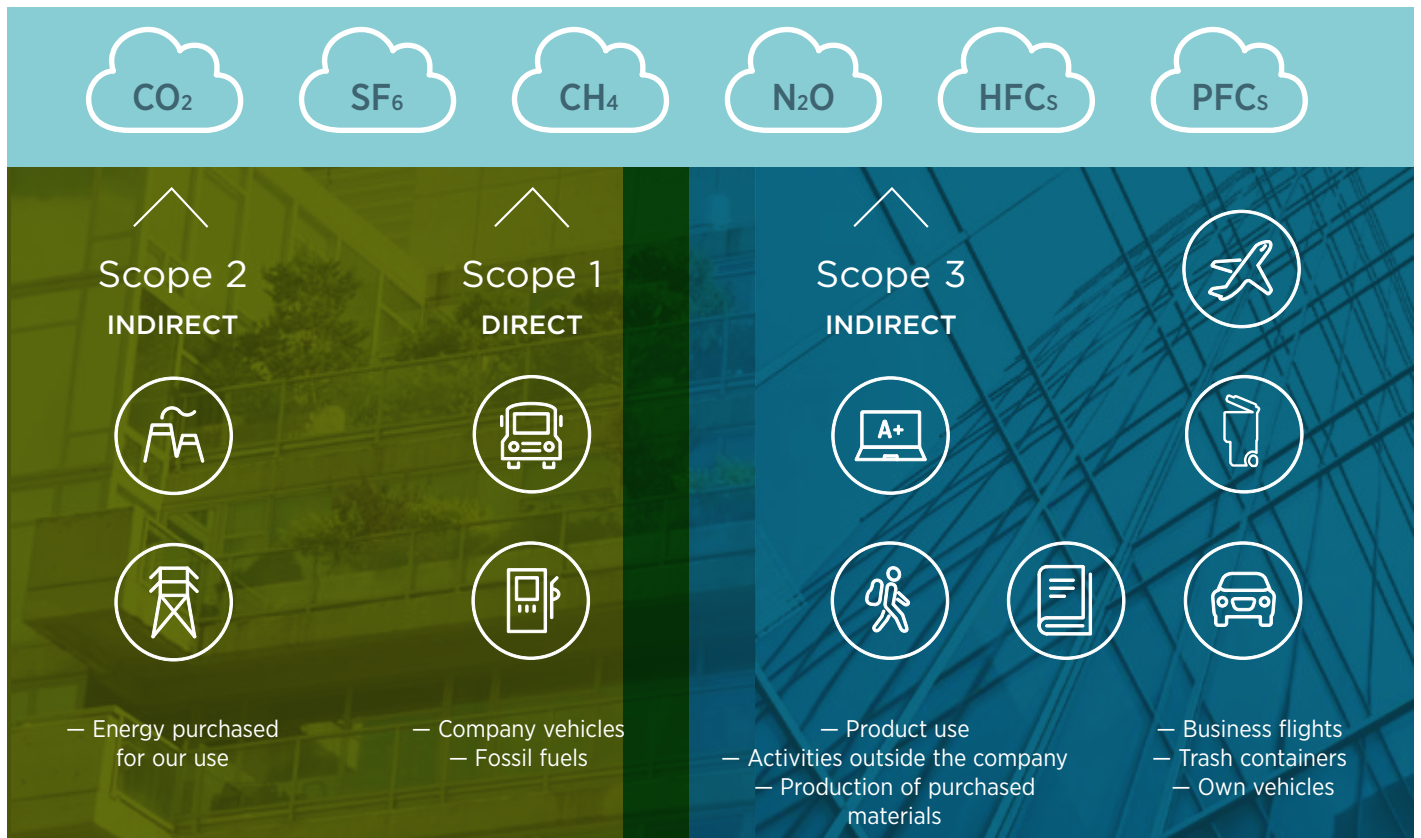 CO₂
SF₆
CH₄
N₂O
HFCs
PFCs
Scope 2
INDIRECT
— Energy purchased
for our use
Scope 1
DIRECT
— Company vehicles
— Fossil fuels
Scope 3
INDIRECT
A+
— Product use
— Activities outside the company
— Production of purchased
materials
— Business flights
— Trash containers
— Own vehicles